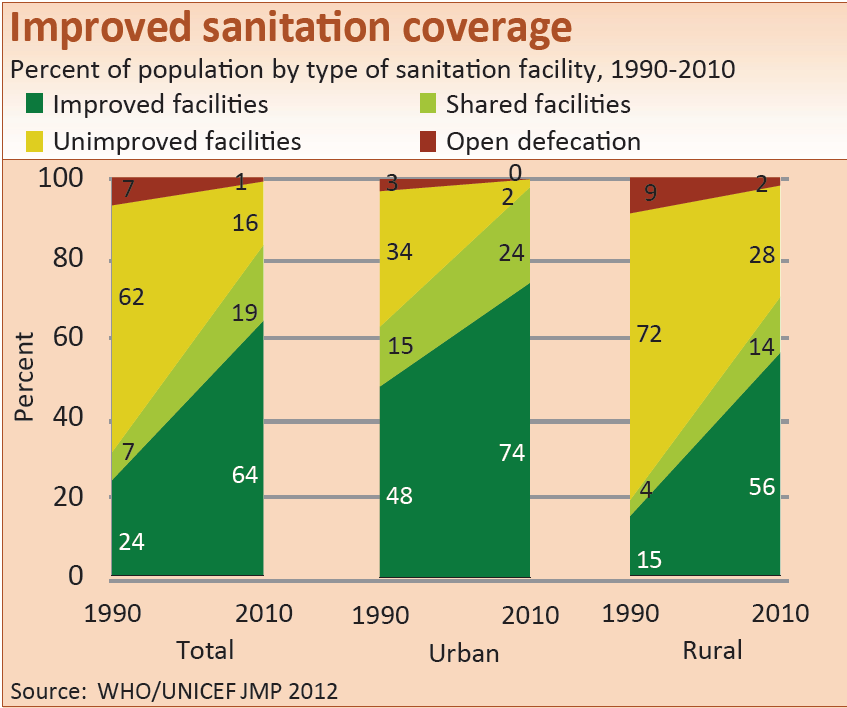 Improved sanitation coverage
Percent of population by type of sanitation facility, 1990-2010
Improved facilities Shared facilities
Unimproved facilities Open defecation
100 7 1 3 0 9 2
16 2
80 34 24 28
62
60 19 15 72 14
Percent
40
7 64 74
20 48 4 56
24 15
0
1990 2010 1990 2010 1990 2010
Total Urban Rural
Source: WHO/UNICEF JMP 2012